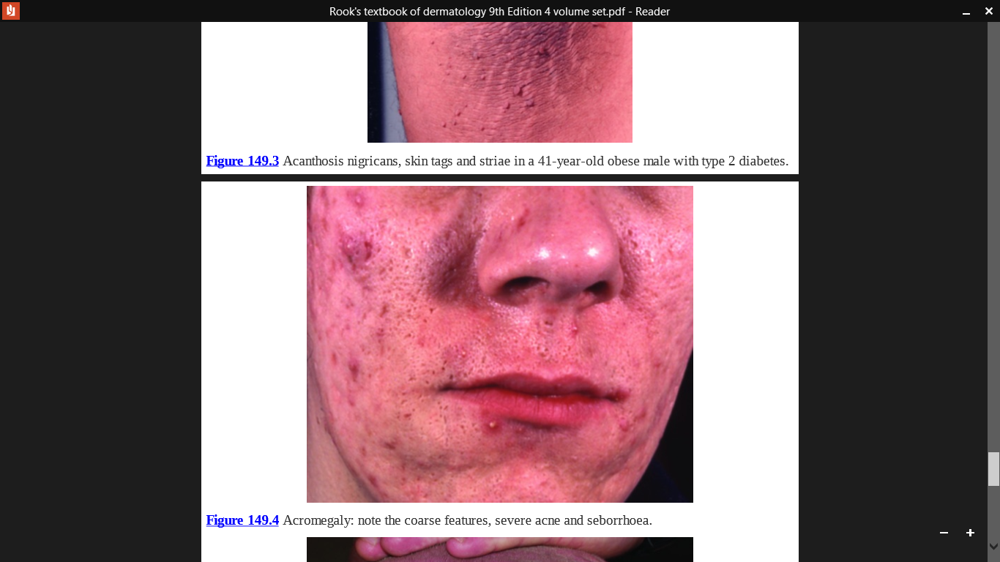 Rook's textbook of dermatology 9th Edition 4 volume set.pdf - Reader
Figure 149.3 Acanthosis nigricans, skin tags and striae in a 41-year-old obese male with type 2 diabetes.
Figure 149.4 Acromegaly: note the coarse features, severe acne and seborrhoea.